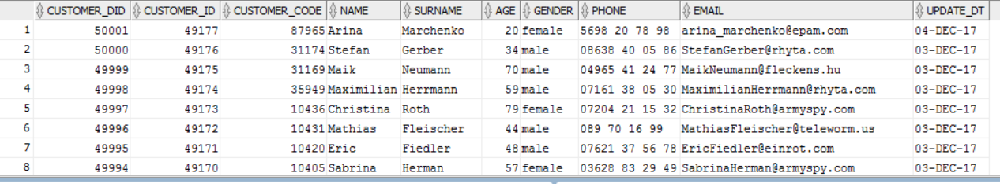 CUSTOMER_DID CUSTOMER_ID CUSTOMER_CODE NAME SURNAME AGE GENDER PHONE EMAIL UPDATE_DT
1 50001 49177 87965 Arina Marchenko 20 female 5698 20 78 98 arina_marchenko@epam.com 04-DEC-17
2 50000 49176 31174 Stefan Gerber 34 male 08638 40 05 86 StefanGerber@rhyta.com 03-DEC-17
3 49999 49175 31169 Maik Neumann 70 male 04965 41 24 77 MaikNeumann@fleckens.hu 03-DEC-17
4 49998 49174 35949 Maximilian Herrmann 59 male 07161 38 05 30 MaximilianHerrmann@rhyta.com 03-DEC-17
5 49997 49173 10436 Christina Roth 79 female 07204 21 15 32 ChristinaRoth@armyspy.com 03-DEC-17
6 49996 49172 10431 Mathias Fleischer 44 male 089 70 16 99 MathiasFleischer@teleworm.us 03-DEC-17
7 49995 49171 10420 Eric Fiedler 48 male 07621 37 56 78 EricFiedler@einrot.com 03-DEC-17
8 49994 49170 10405 Sabrina Herman 57 female 03628 83 29 49 SabrinaHerman@armyspy.com 03-DEC-17